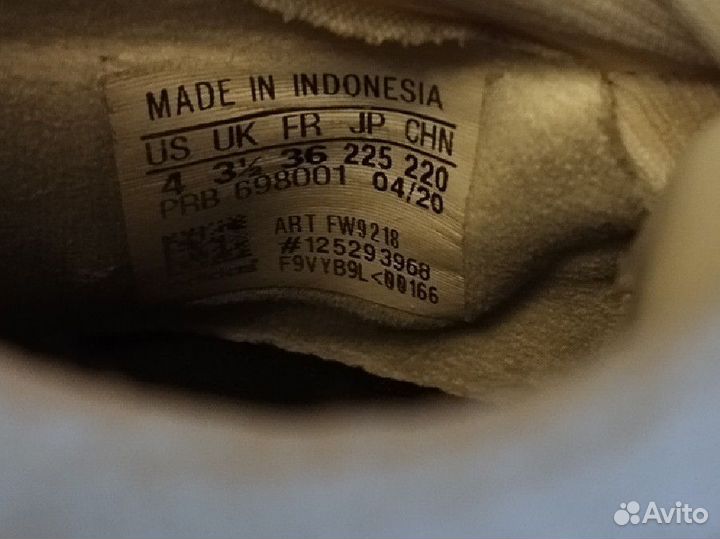 MADE IN INDONESIA
US UK FR JP CHN
4 3½ 36 225 220
PRB 698001 04/20
ART FW9218
#125293968
F9VYB9L<00166
Avito